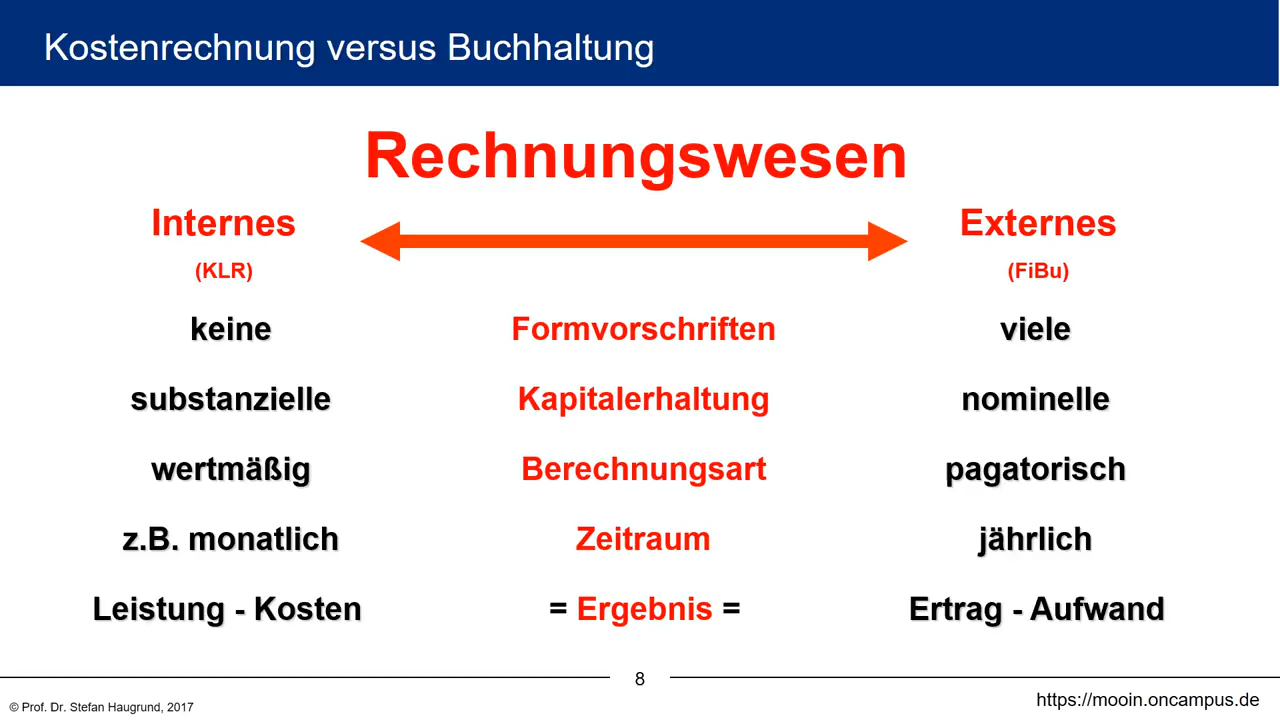 Kostenrechnung versus Buchhaltung
Rechnungswesen
Internes Externes
(KLR) (FiBu)
keine Formvorschriften viele
substanzielle Kapitalerhaltung nominelle
wertmäßig Berechnungsart pagatorisch
z.B. monatlich Zeitraum jährlich
Leistung - Kosten = Ergebnis = Ertrag - Aufwand
8
© Prof. Dr. Stefan Haugrund, 2017 https://mooin.oncampus.de